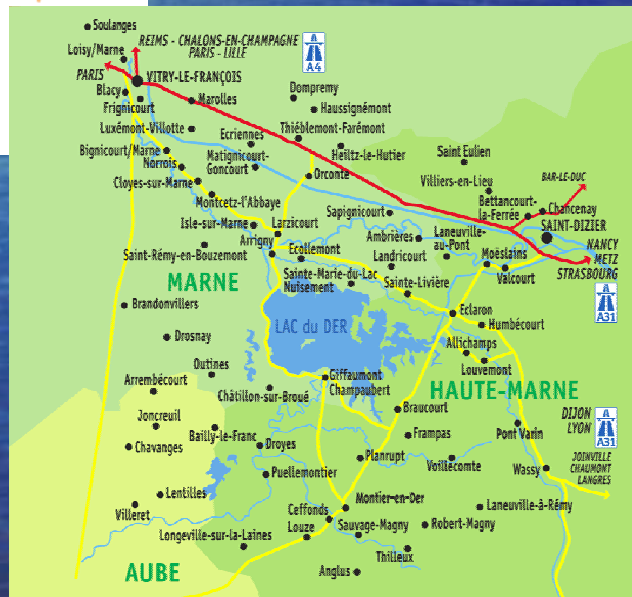 Soulanges
Loisy/Marne
REIMS - CHALONS-EN-CHAMPAGNE
PARIS - LILLE
A4
PARIS
VITRY-LE-FRANÇOIS
Blacy
Frignicourt
Marolles
Dompremy
Haussignémont
Luxémont-Villotte
Ecriennes
Thiéblemont-Farémont
Bignicourt/Marne
Norrois
Matignicourt-
Goncourt
Heiltz-le-Hutier
Saint Eulien
Cloyes-sur-Marne
Orconte
Villiers-en-Lieu
BAR-LE-DUC
Montcetz-l'Abbaye
Bettancourt-
la-Ferrée
Chancenay
Sapignicourt
SAINT-DIZIER
Isle-sur-Marne
Larzicourt
Arrigny
Ambrières
Laneuville-
au-Pont
NANCY
METZ
STRASBOURG
Saint-Rémy-en-Bouzemont
Ecollemont
Landricourt
Moëslains
Valcourt
MARNE
Sainte-Marie-du-Lac
Nuisement
Sainte-Livière
A31
Brandonvillers
LAC du DER
Eclaron
Humbécourt
Drosnay
Allichamps
Louvemont
Outines
Giffaumont
Champaubert
HAUTE-MARNE
Arrembécourt
Châtillon-sur-Broué
Braucourt
DIJON
LYON
A31
Joncreuil
Bailly-le-Franc
Frampas
Pont Varin
Chavanges
Droyes
Planrupt
Voillecomte
JOINVILLE
CHAUMONT
LANGRES
Puellemontier
Wassy
Lentilles
Villeret
Montier-en-Der
Laneuville-à-Rémy
Ceffonds
Longeville-sur-la-Laines
Louze
Sauvage-Magny
Robert-Magny
Thilleux
AUBE
Anglus